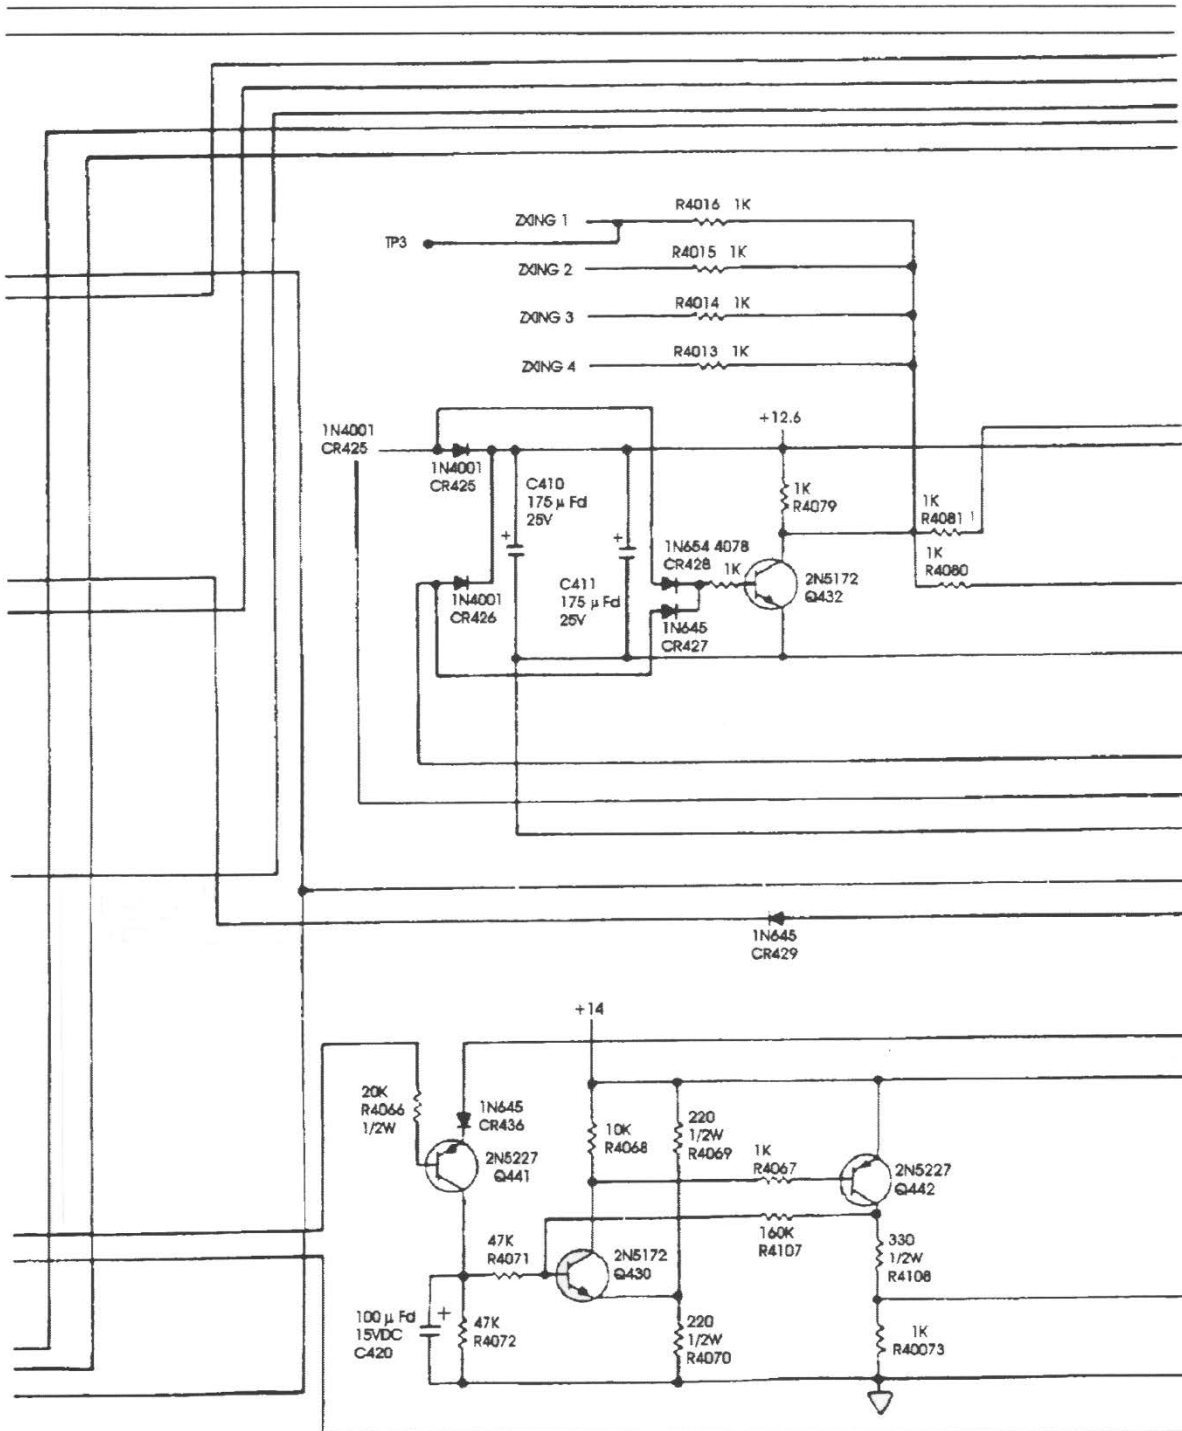 R4016 1K
ZXING 1
TP3
R4015 1K
ZXING 2
R4014 1K
ZXING 3
R4013 1K
ZXING 4
+12.6
1N4001
CR425
1N4001
CR425
C410
175 μ Fd
25V
+
+
1K
R4079
1K
R4081
1K
R4080
1N654 4078
CR428
1K
2N5172
Q432
1N4001
CR426
C411
175 μ Fd
25V
1N645
CR427
1N645
CR429
+14
20K
R4066
1/2W
1N645
CR436
2N5227
Q441
10K
R4068
220
1/2W
R4069
1K
R4067
2N5227
Q442
160K
R4107
47K
R4071
2N5172
Q430
330
1/2W
R4108
100 μ Fd
15VDC
C420
+
47K
R4072
220
1/2W
R4070
1K
R40073